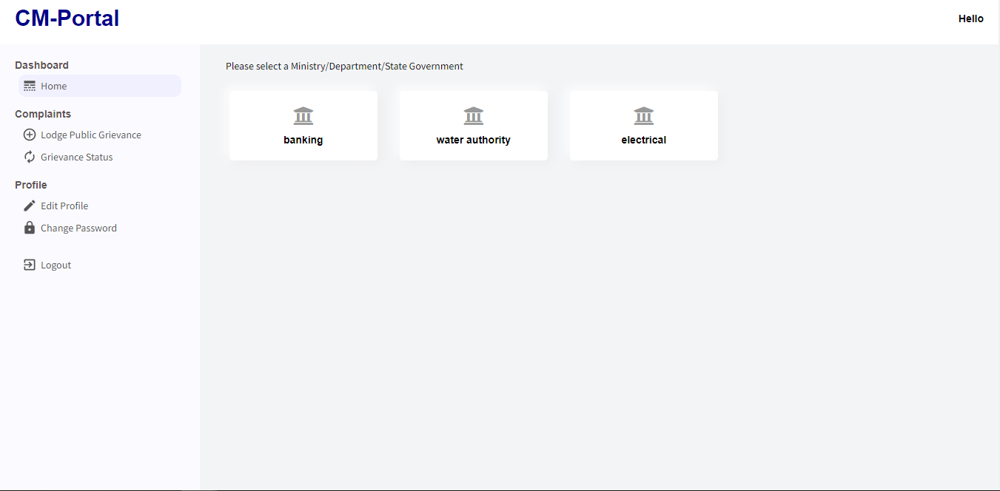 CM-Portal
Hello
Dashboard
Home
Complaints
Lodge Public Grievance
Grievance Status
Profile
Edit Profile
Change Password
Logout
Please select a Ministry/Department/State Government
banking
water authority
electrical